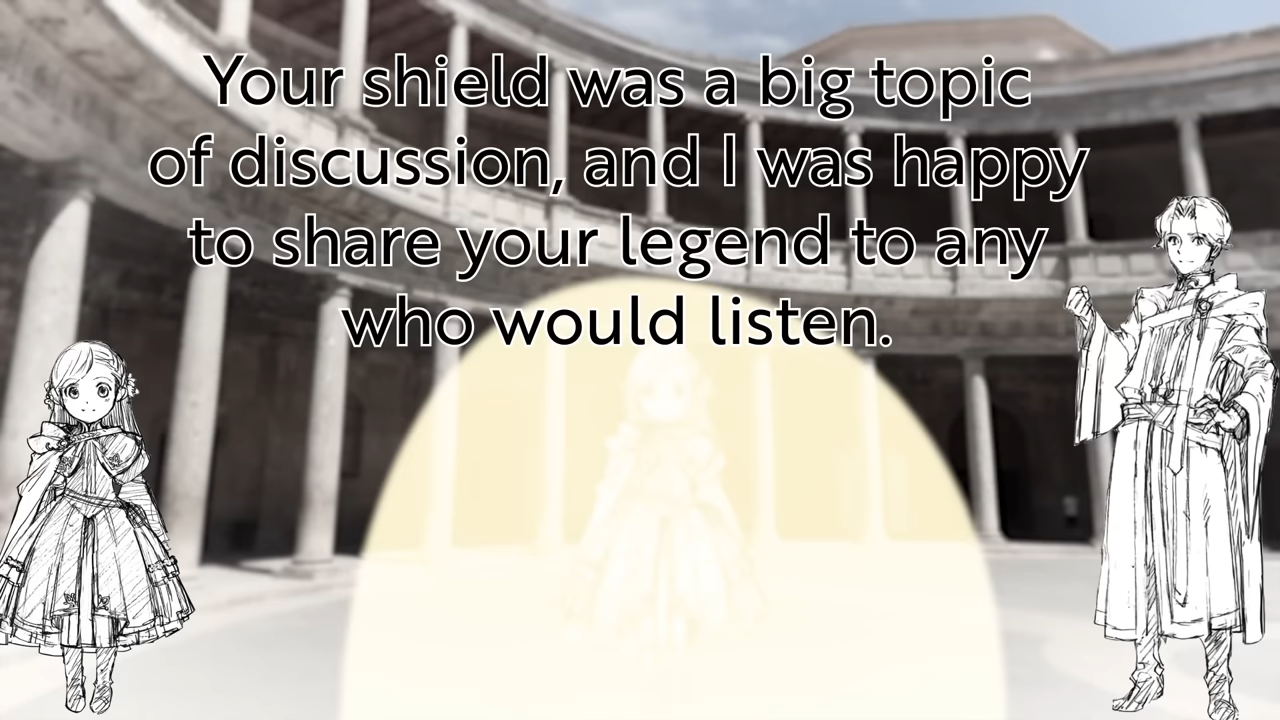 Your shield was a big topic
of discussion, and I was happy
to share your legend to any
who would listen.